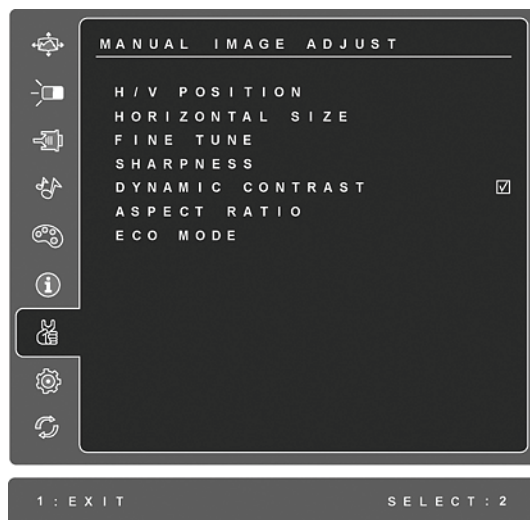 MANUAL IMAGE ADJUST
H/V POSITION
HORIZONTAL SIZE
FINE TUNE
SHARPNESS
DYNAMIC CONTRAST
ASPECT RATIO
ECO MODE
1:EXIT SELECT:2